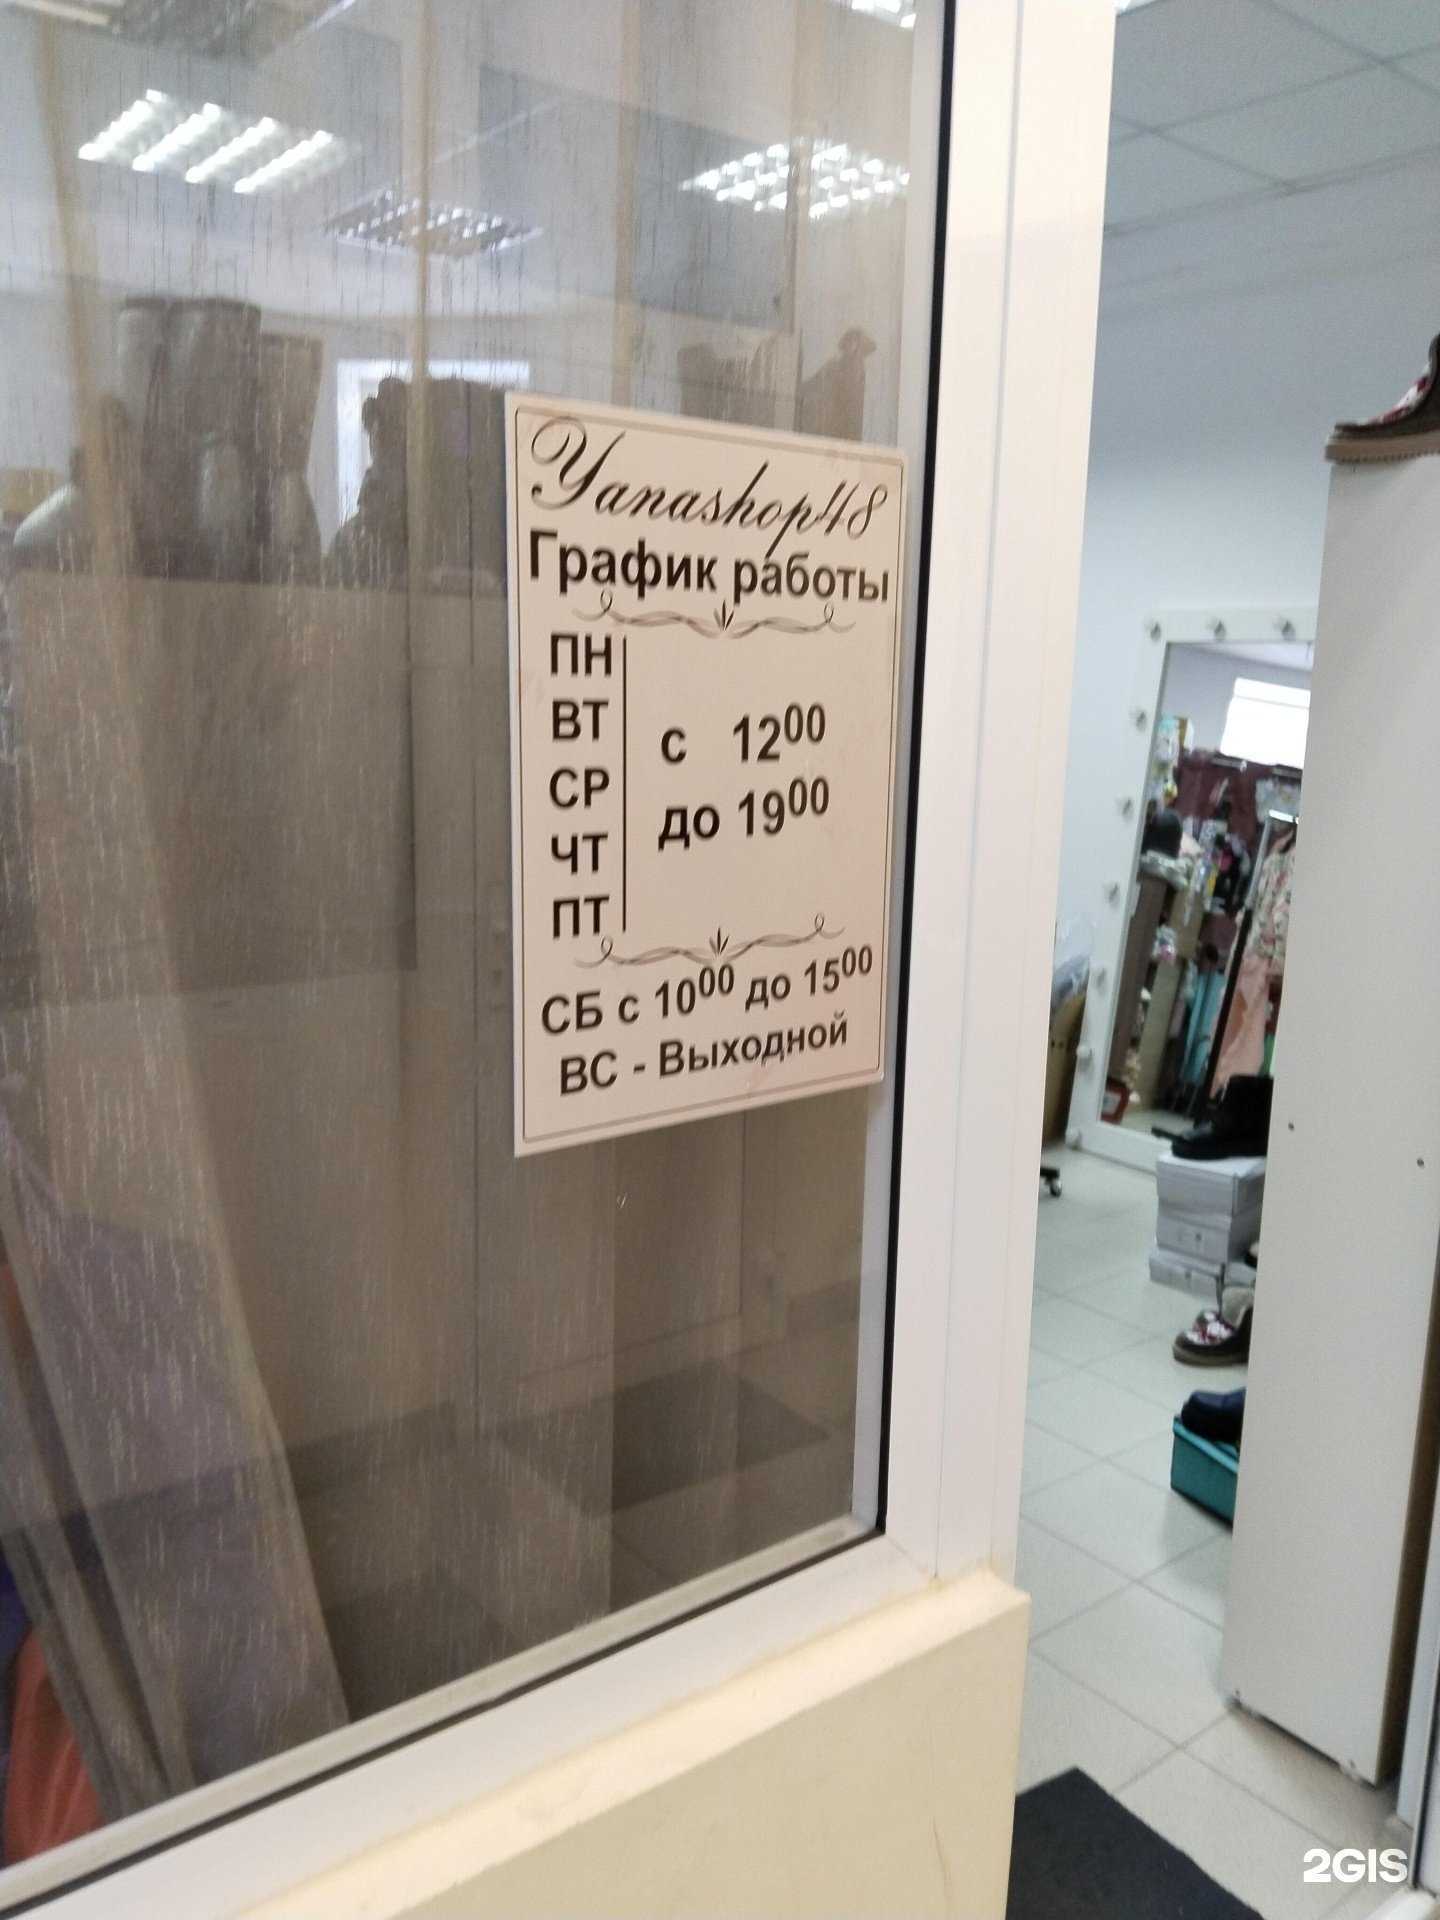 Yanashop48
График работы
ПН
ВТ
СР
ЧТ
ПТ
с 12⁰⁰
до 19⁰⁰
СБ с 10⁰⁰ до 15⁰⁰
ВС - Выходной
2GIS